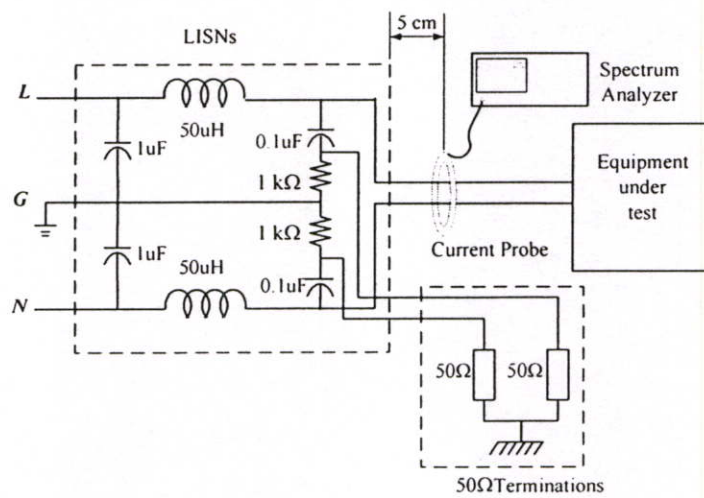 5 cm
LISNs
L
50uH
1uF
0.1uF
1 kΩ
G
1 kΩ
1uF
50uH
0.1uF
N
Spectrum
Analyzer
Equipment
under
test
Current Probe
50Ω
50Ω
50ΩTerminations